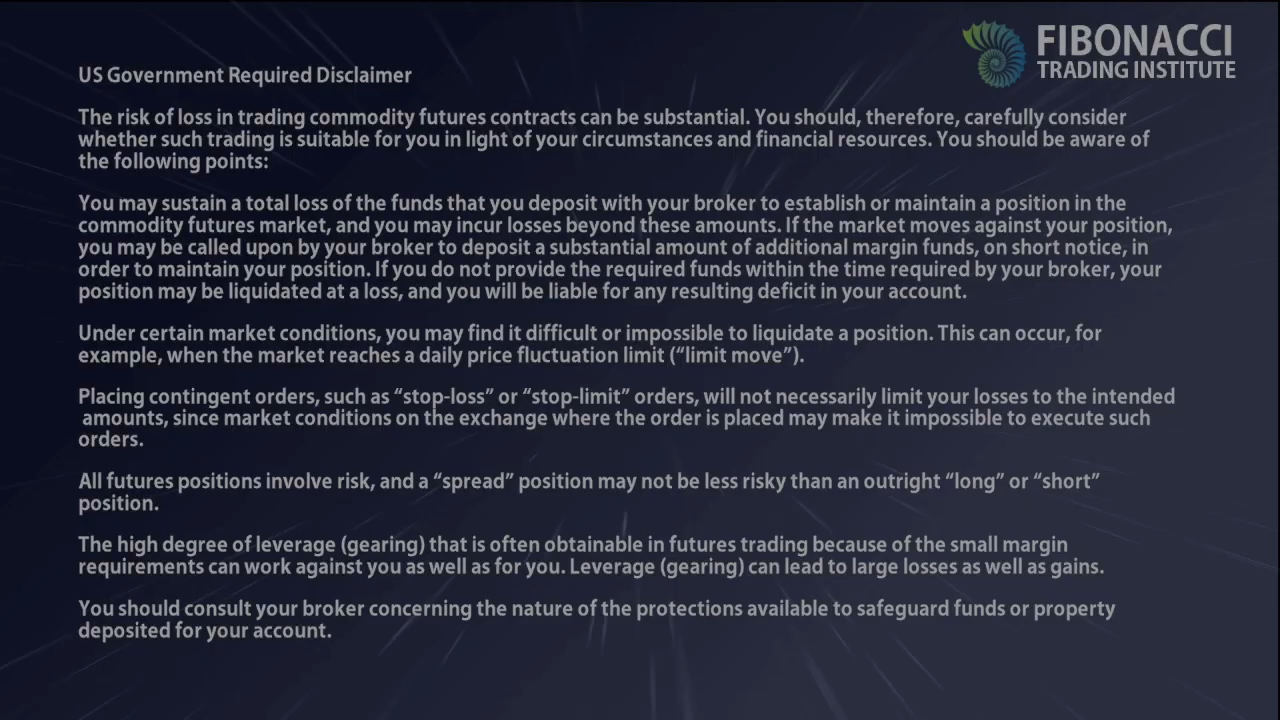 FIBONACCI
TRADING INSTITUTE
US Government Required Disclaimer
The risk of loss in trading commodity futures contracts can be substantial. You should, therefore, carefully consider
whether such trading is suitable for you in light of your circumstances and financial resources. You should be aware of
the following points:
You may sustain a total loss of the funds that you deposit with your broker to establish or maintain a position in the
commodity futures market, and you may incur losses beyond these amounts. If the market moves against your position,
you may be called upon by your broker to deposit a substantial amount of additional margin funds, on short notice, in
order to maintain your position. If you do not provide the required funds within the time required by your broker, your
position may be liquidated at a loss, and you will be liable for any resulting deficit in your account.
Under certain market conditions, you may find it difficult or impossible to liquidate a position. This can occur, for
example, when the market reaches a daily price fluctuation limit (“limit move”).
Placing contingent orders, such as “stop-loss” or “stop-limit” orders, will not necessarily limit your losses to the intended
amounts, since market conditions on the exchange where the order is placed may make it impossible to execute such
orders.
All futures positions involve risk, and a “spread” position may not be less risky than an outright “long” or “short”
position.
The high degree of leverage (gearing) that is often obtainable in futures trading because of the small margin
requirements can work against you as well as for you. Leverage (gearing) can lead to large losses as well as gains.
You should consult your broker concerning the nature of the protections available to safeguard funds or property
deposited for your account.